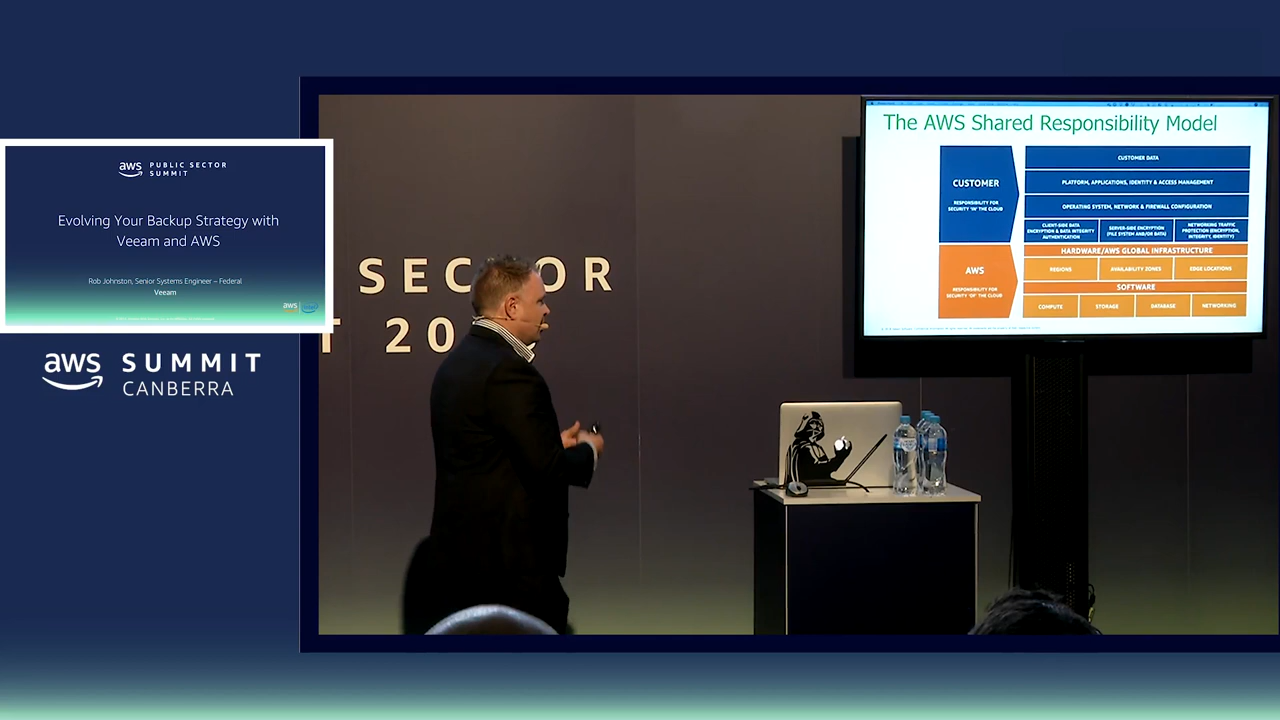 aws PUBLIC SECTOR
SUMMIT
Evolving Your Backup Strategy with
Veeam and AWS
Rob Johnston, Senior Systems Engineer – Federal
Veeam
aws
intel
aws SUMMIT
CANBERRA
SECTOR
T 20
The AWS Shared Responsibility Model
CUSTOMER
RESPONSIBILITY FOR
SECURITY 'IN' THE CLOUD
CUSTOMER DATA
PLATFORM, APPLICATIONS, IDENTITY & ACCESS MANAGEMENT
OPERATING SYSTEM, NETWORK & FIREWALL CONFIGURATION
CLIENT-SIDE DATA
ENCRYPTION & DATA INTEGRITY
AUTHENTICATION
SERVER-SIDE ENCRYPTION
(FILE SYSTEM AND/OR DATA)
NETWORKING TRAFFIC
PROTECTION (ENCRYPTION,
INTEGRITY, IDENTITY)
AWS
RESPONSIBILITY FOR
SECURITY 'OF' THE CLOUD
HARDWARE/AWS GLOBAL INFRASTRUCTURE
REGIONS
AVAILABILITY ZONES
EDGE LOCATIONS
SOFTWARE
COMPUTE
STORAGE
DATABASE
NETWORKING